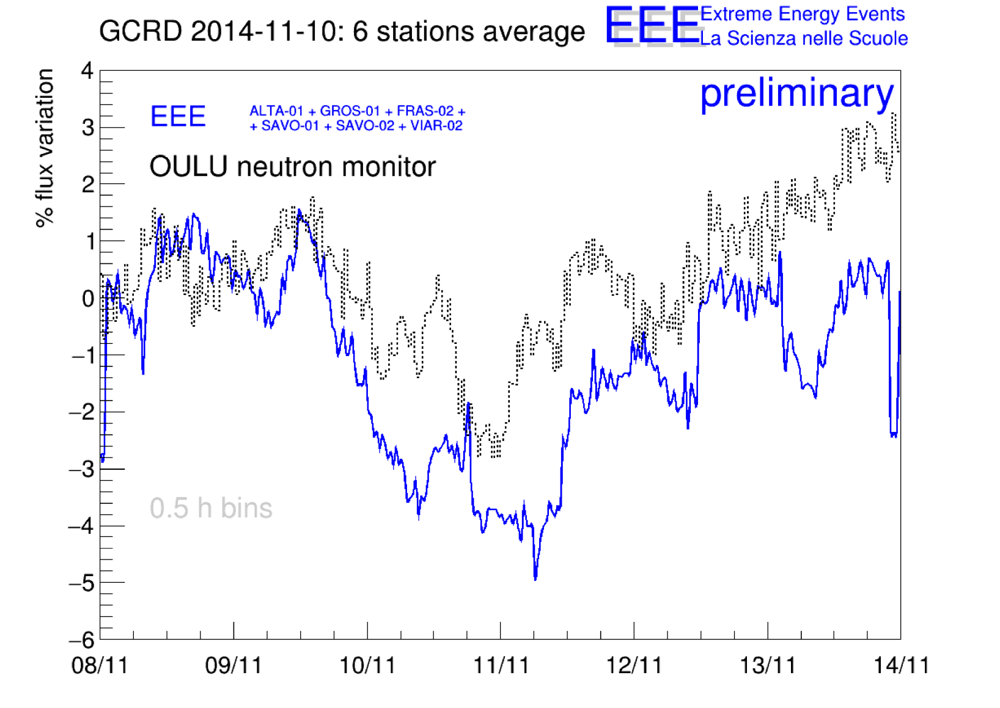 GCRD 2014-11-10: 6 stations average
EEE
Extreme Energy Events
La Scienza nelle Scuole
% flux variation
4
3
2
1
0
−1
−2
−3
−4
−5
−6
preliminary
EEE
ALTA-01 + GROS-01 + FRAS-02 +
+ SAVO-01 + SAVO-02 + VIAR-02
OULU neutron monitor
0.5 h bins
08/11 09/11 10/11 11/11 12/11 13/11 14/11